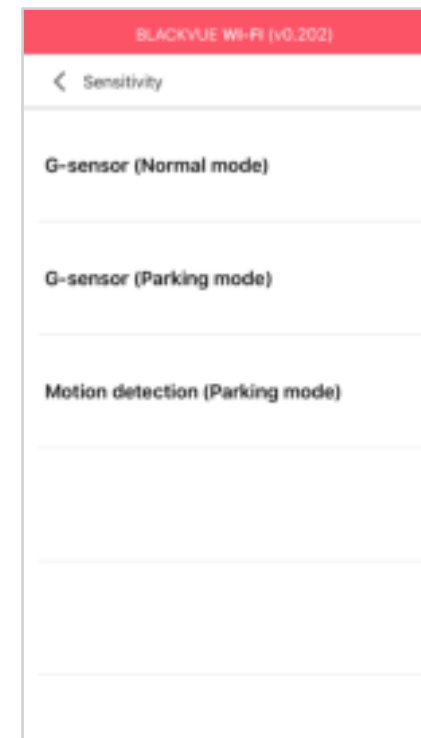 BLACKVUE WI-FI (v0.202)
Sensitivity
G-sensor (Normal mode)
G-sensor (Parking mode)
Motion detection (Parking mode)